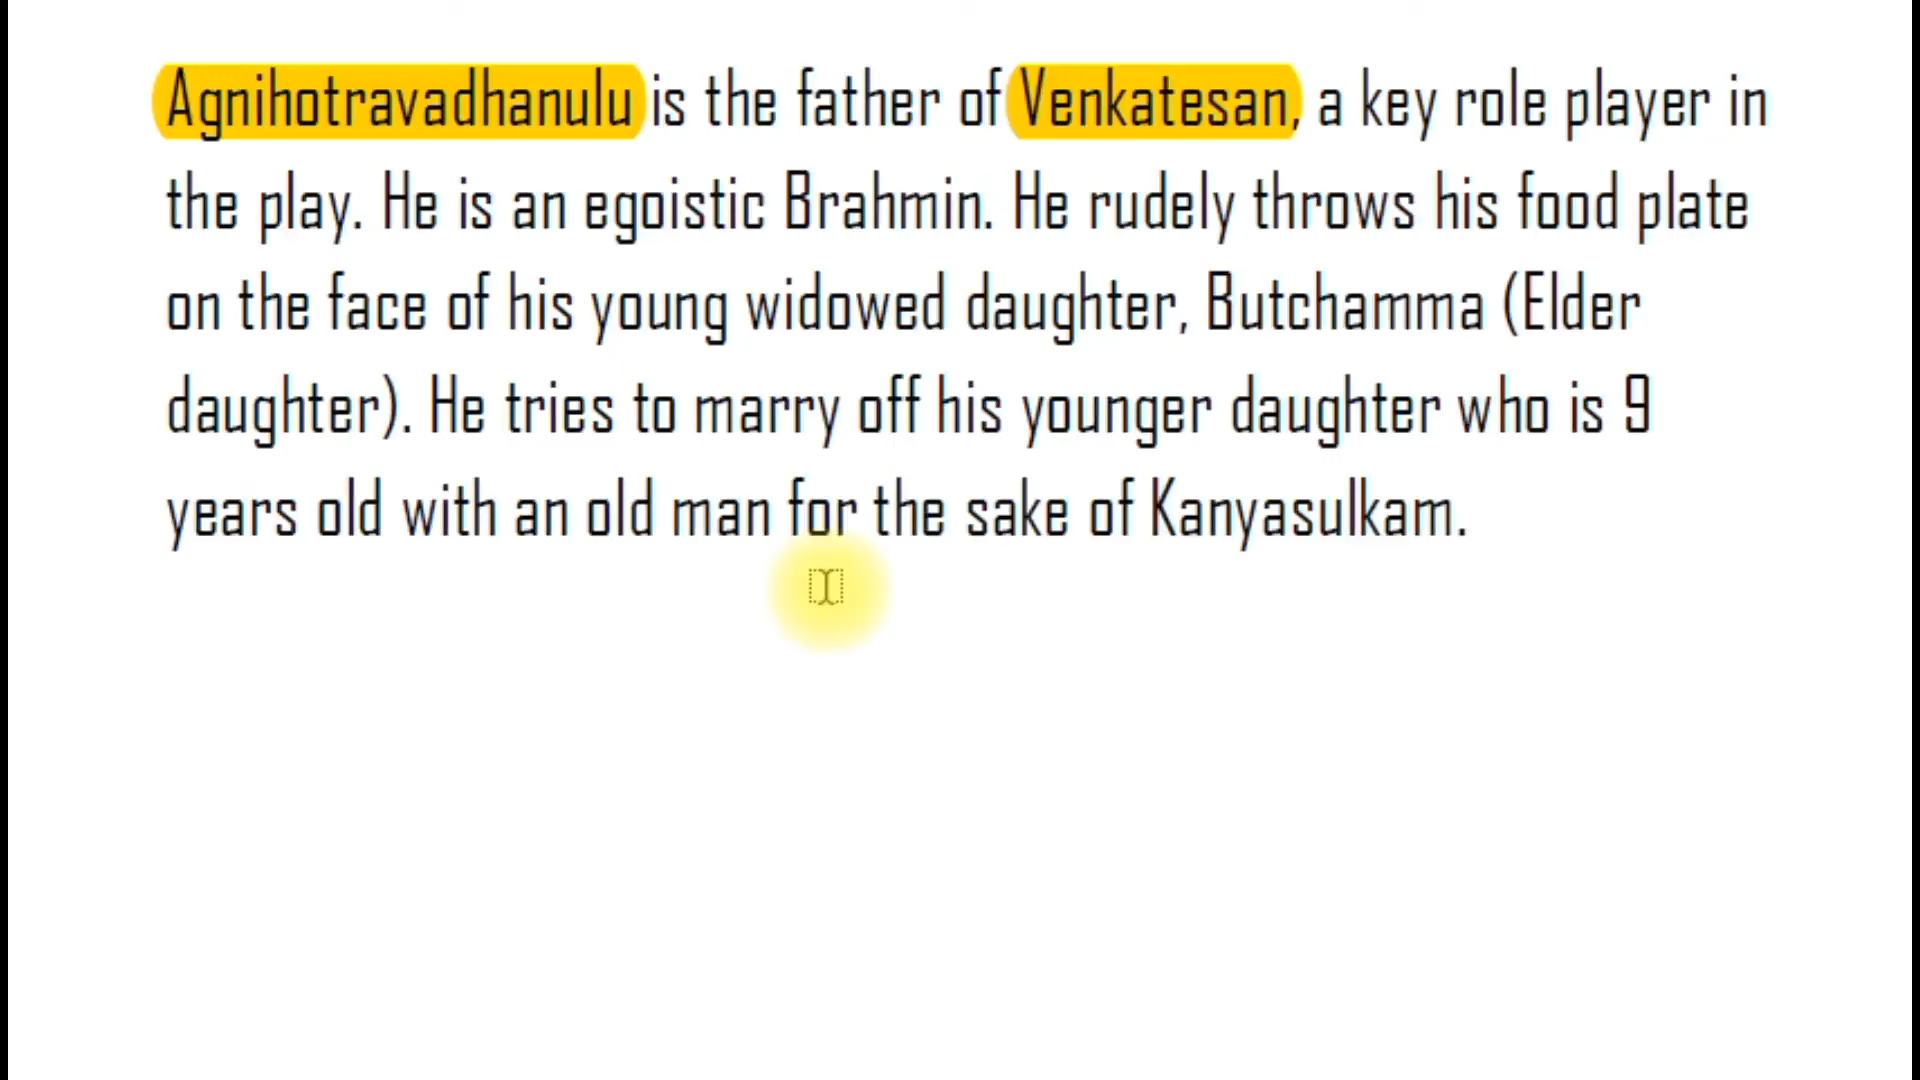 Agnihotravadhanulu is the father of Venkatesan, a key role player in
the play. He is an egoistic Brahmin. He rudely throws his food plate
on the face of his young widowed daughter, Butchamma (Elder
daughter). He tries to marry off his younger daughter who is 9
years old with an old man for the sake of Kanyasulkam.